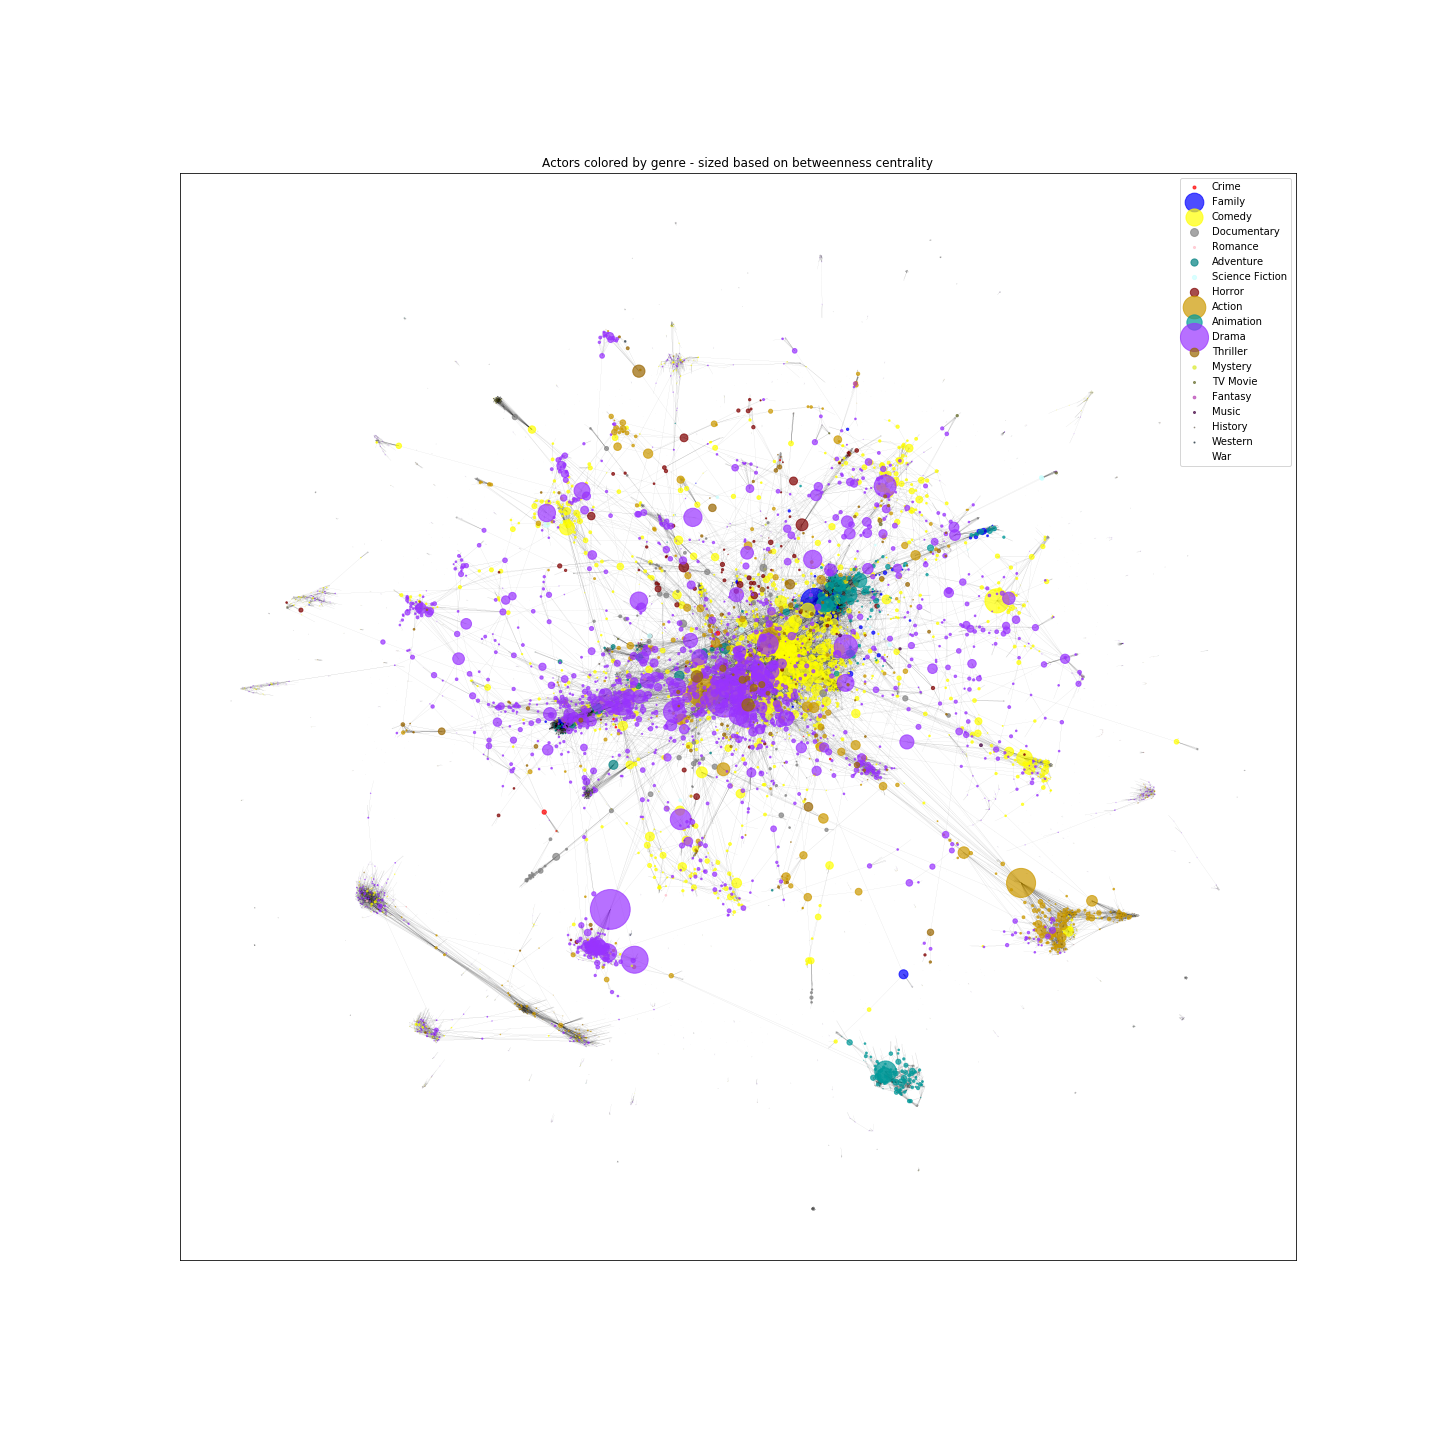 Actors colored by genre - sized based on betweenness centrality
Crime
Family
Comedy
Documentary
Romance
Adventure
Science Fiction
Horror
Action
Animation
Drama
Thriller
Mystery
TV Movie
Fantasy
Music
History
Western
War